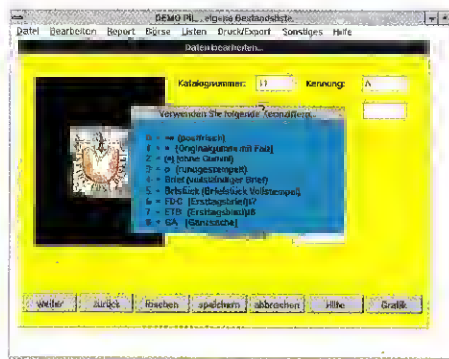 DEMO PIL... eigene Bestandsliste.
Datei Bearbeiten Report Börse Listen Druck/Export Sonstiges Hilfe
Daten bearbeiten...
Katalognummer: Kennung: A
Verwenden Sie folgende Kennziffern...
0 = ** (postfrisch)
1 = * (Originalgummi mit Falz)
2 = (*) (ohne Gummi)
3 = o (rundgestempelt)
4 = Brief (vollständiger Brief)
5 = Briefstück (Briefstück Vollstempel)
6 = FDC (Ersttagsbrief)
7 = ETB (Ersttagsblatt)
8 = GA (Ganzsache)
weiter zurück löschen speichern abbrechen Hilfe Grafik